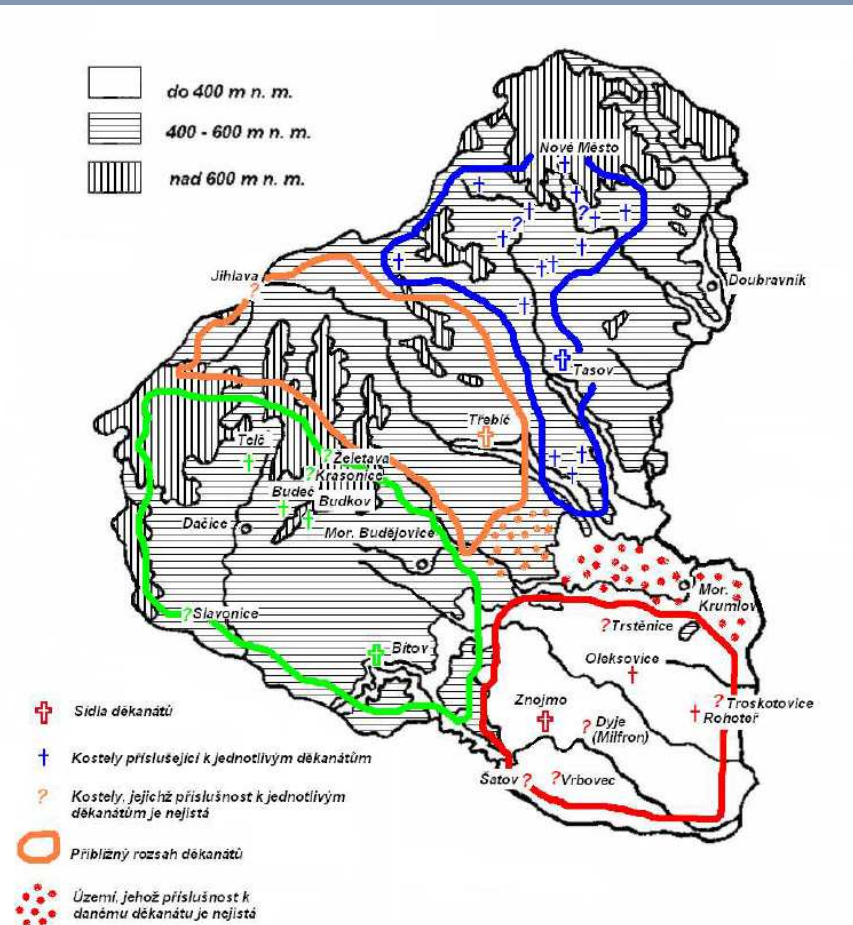 do 400 m n. m.
400 - 600 m n. m.
nad 600 m n. m.
Nové Město
?
?
Jihlava
?
Doubravník
Tasov
Třebíč
Telč
? Želetava
? Krasonice
Budeč
Budkov
Dačice
Mor. Budějovice
Mor.
Krumlov
? Slavonice
? Trstěnice
Bítov
Oleksovice
Znojmo
? Troskotovice
Rohoteř
? Dyje
(Milfron)
Šatov ?
? Vrbovec
Sídla děkanátů
Kostely příslušející k jednotlivým děkanátům
? Kostely, jejichž příslušnost k jednotlivým
děkanátům je nejistá
Přibližný rozsah děkanátů
Území, jehož příslušnost k
danému děkanátu je nejistá